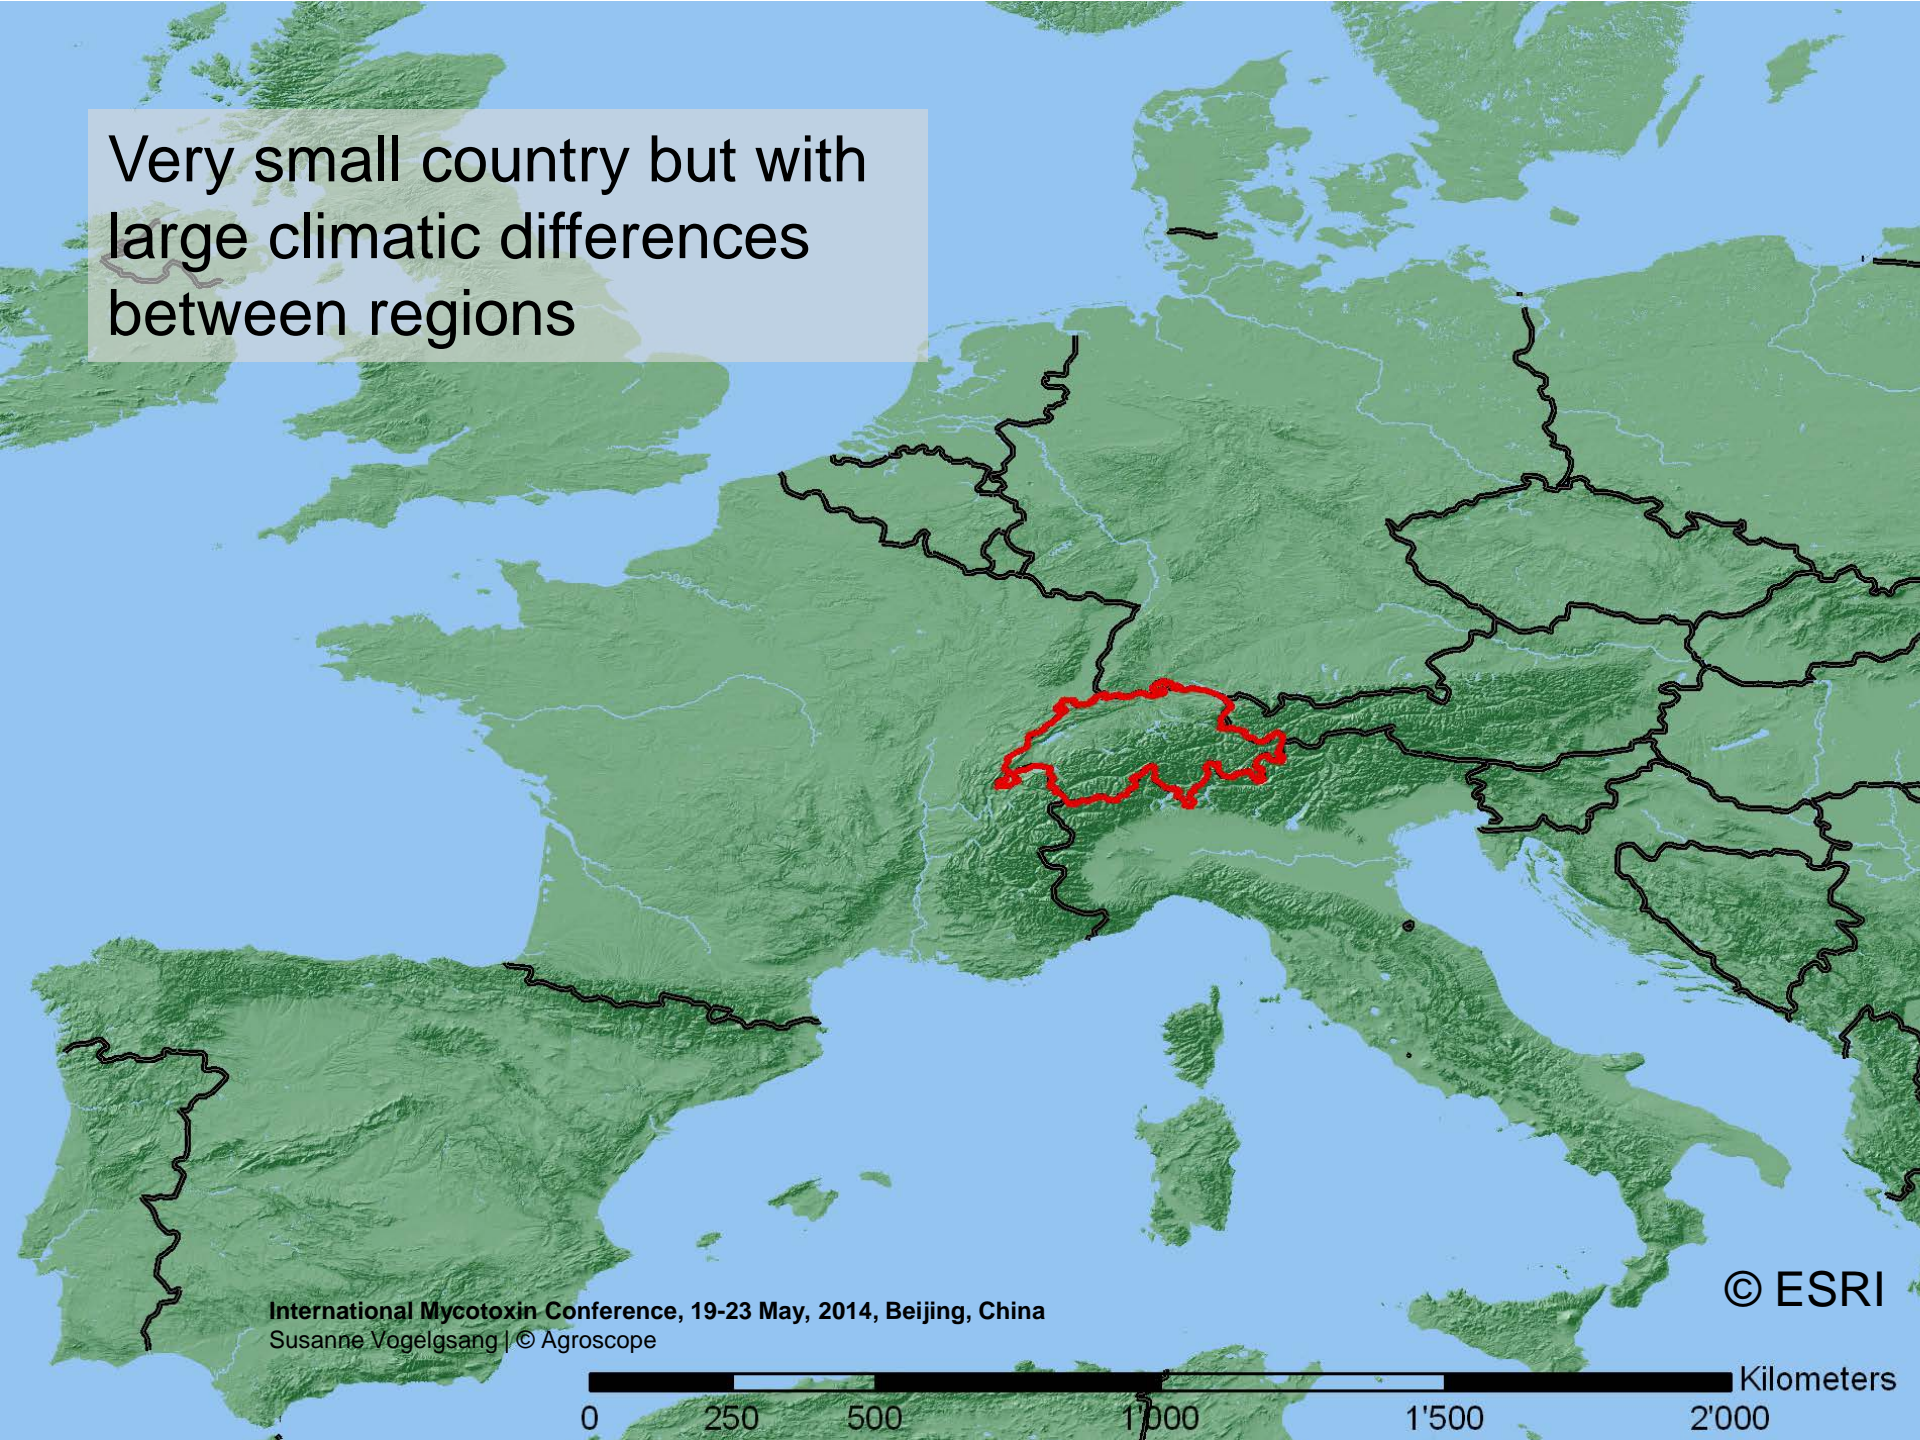 Very small country but with
large climatic differences
between regions
© ESRI
International Mycotoxin Conference, 19-23 May, 2014, Beijing, China
Susanne Vogelgsang | © Agroscope
Kilometers
0 250 500 1'000 1'500 2'000